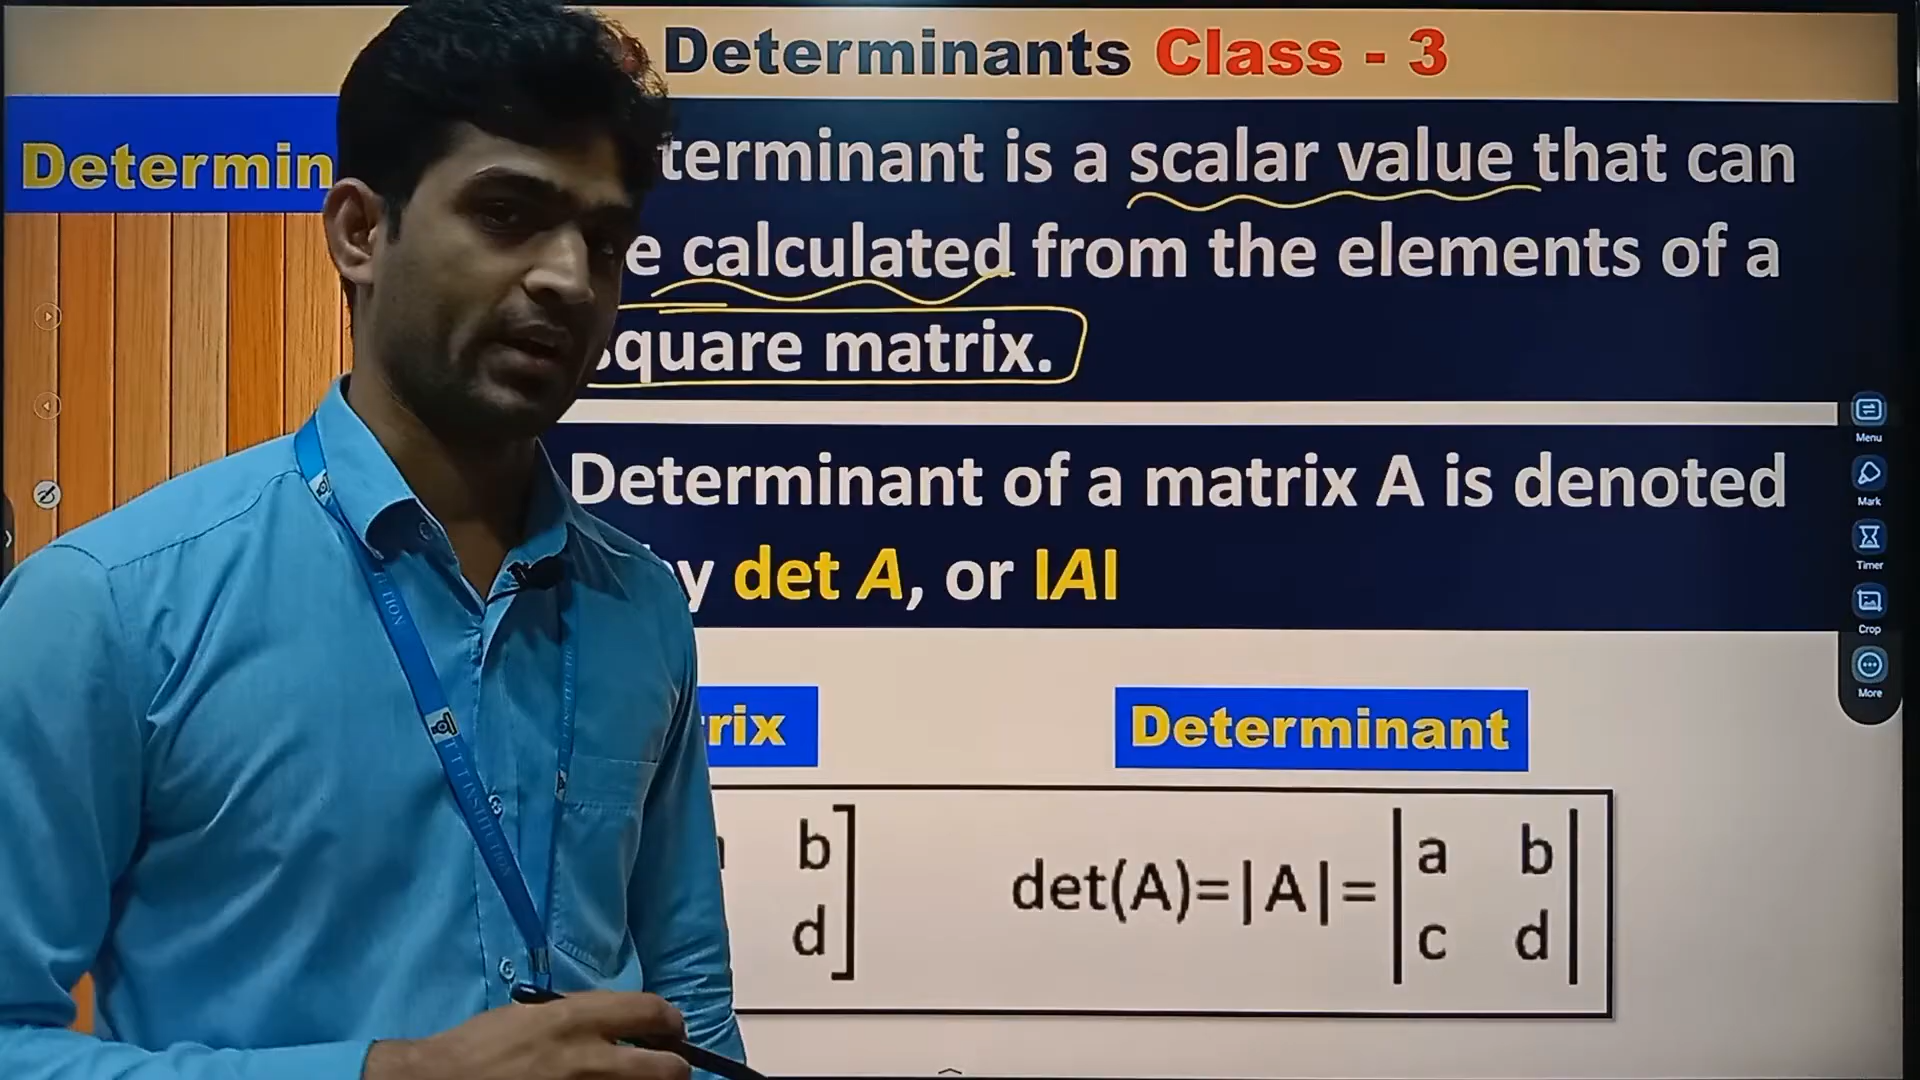 Determinants Class - 3
Determin
terminant is a scalar value that can
e calculated from the elements of a
square matrix.
Determinant of a matrix A is denoted
by det A, or |A|
rix
Determinant
b
d
det(A)=|A|=
a b
c d
Menu
Mark
Timer
Crop
More